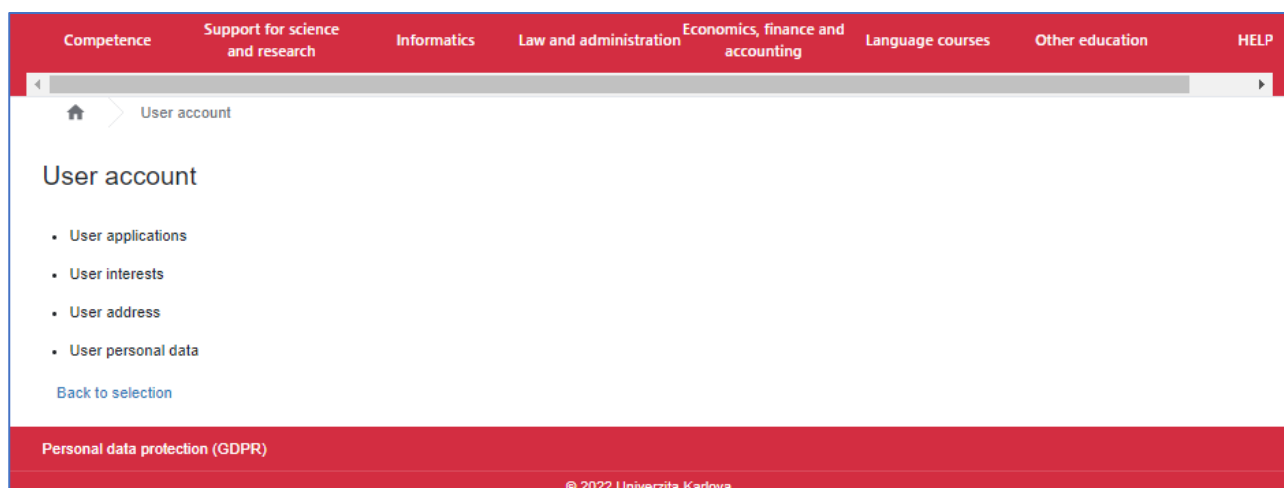 Competence
Support for science
and research
Informatics
Law and administration
Economics, finance and
accounting
Language courses
Other education
HELP
User account
User account
User applications
User interests
User address
User personal data
Back to selection
Personal data protection (GDPR)
© 2022 Univerzita Karlova